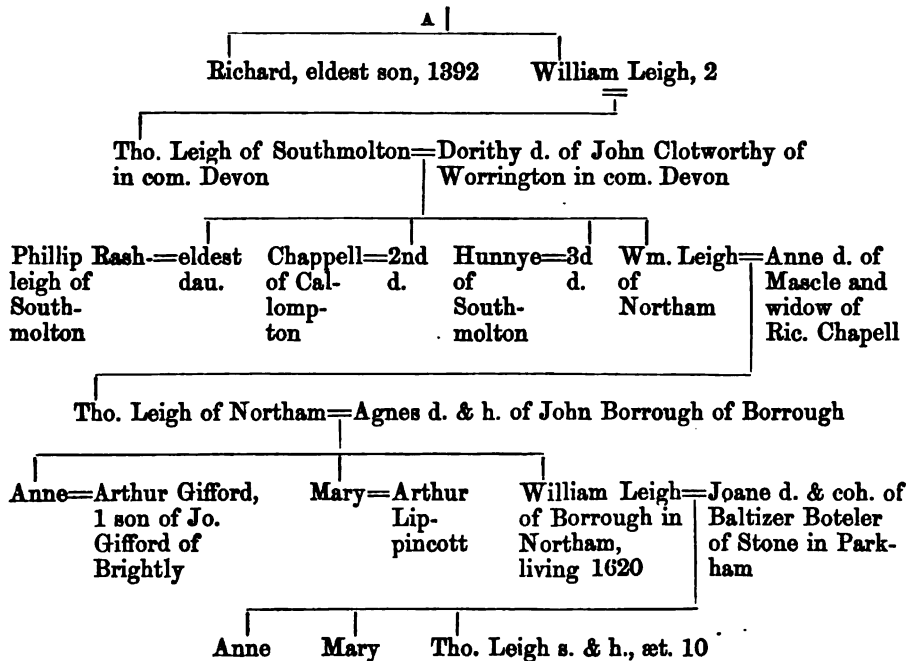 A
Richard, eldest son, 1392 William Leigh, 2
Tho. Leigh of Southmolton=Dorithy d. of John Clotworthy of
in com. Devon Worrington in com. Devon
Phillip Rash-=eldest Chappell=2nd Hunnye=3d Wm. Leigh=Anne d. of
leigh of dau. of Cal- d. of d. of Mascle and
South- lomp- South- Northam widow of
molton ton molton Ric. Chapell
Tho. Leigh of Northam=Agnes d. & h. of John Borrough of Borrough
Anne=Arthur Gifford, Mary=Arthur William Leigh=Joane d. & coh. of
1 son of Jo. Lip- of Borrough in Baltizer Boteler
Gifford of pincott Northam, of Stone in Park-
Brightly living 1620 ham
Anne Mary Tho. Leigh s. & h., æt. 10